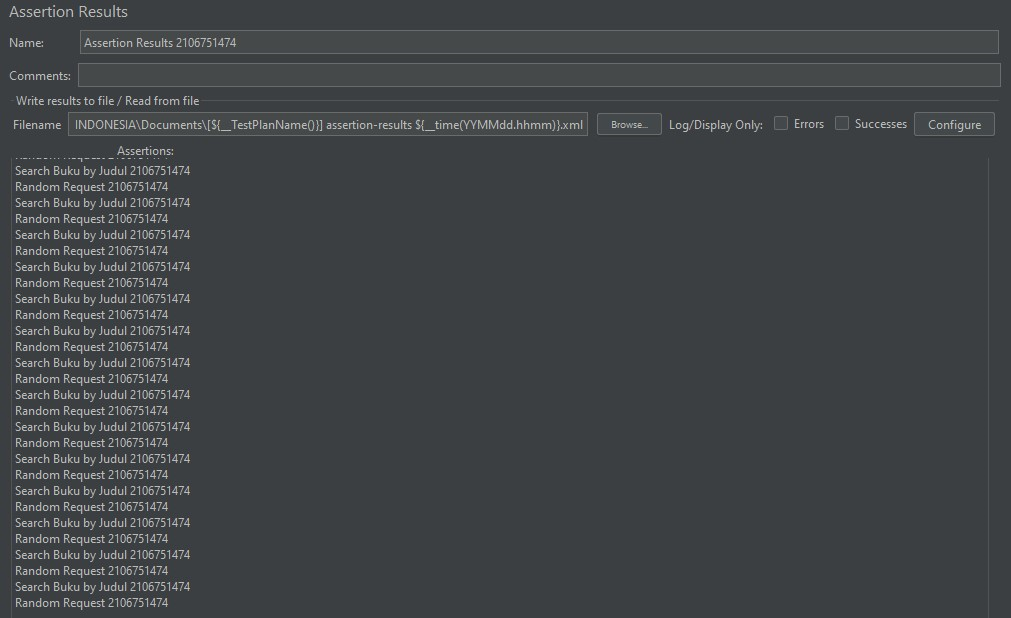 Assertion Results
Name: Assertion Results 2106751474
Comments:
Write results to file / Read from file
Filename INDONESIA\Documents\[${__TestPlanName()}] assertion-results ${__time(YYMMdd.hhmm)}.xml Browse... Log/Display Only: Errors Successes Configure
Assertions:
Random Request 2106751474
Search Buku by Judul 2106751474
Random Request 2106751474
Search Buku by Judul 2106751474
Random Request 2106751474
Search Buku by Judul 2106751474
Random Request 2106751474
Search Buku by Judul 2106751474
Random Request 2106751474
Search Buku by Judul 2106751474
Random Request 2106751474
Search Buku by Judul 2106751474
Random Request 2106751474
Search Buku by Judul 2106751474
Random Request 2106751474
Search Buku by Judul 2106751474
Random Request 2106751474
Search Buku by Judul 2106751474
Random Request 2106751474
Search Buku by Judul 2106751474
Random Request 2106751474
Search Buku by Judul 2106751474
Random Request 2106751474
Search Buku by Judul 2106751474
Random Request 2106751474
Search Buku by Judul 2106751474
Random Request 2106751474
Search Buku by Judul 2106751474
Random Request 2106751474